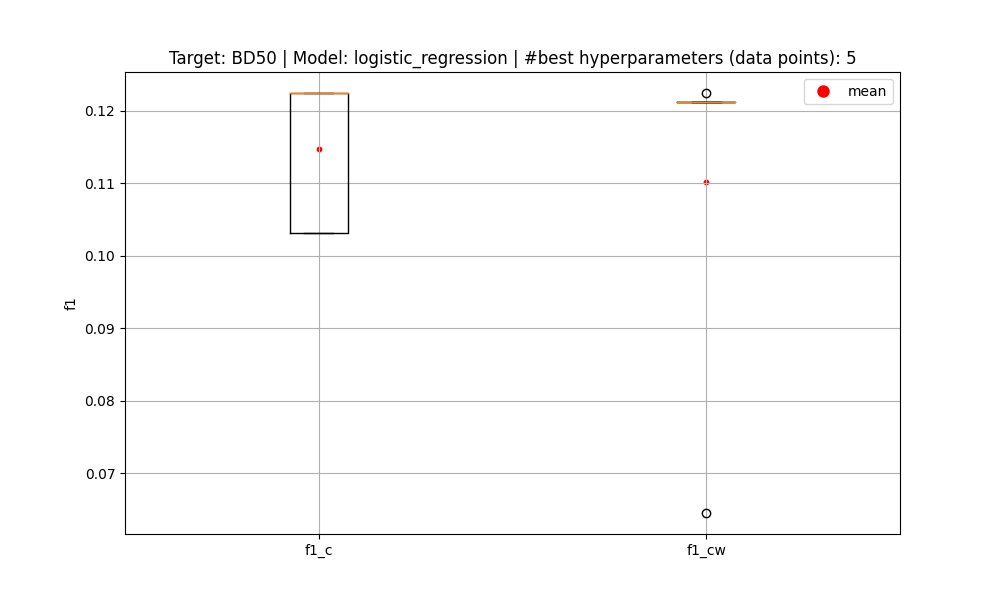 Target: BD50 | Model: logistic_regression | #best hyperparameters (data points): 5
mean
0.12
0.11
0.10
0.09
0.08
0.07
f1
f1_c
f1_cw